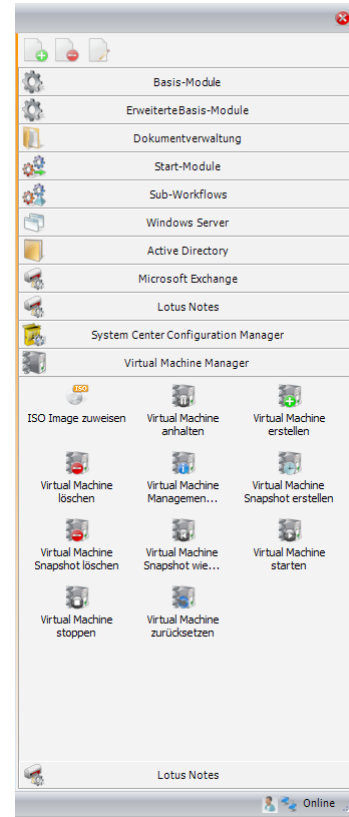 Basis-Module
ErweiterteBasis-Module
Dokumentverwaltung
Start-Module
Sub-Workflows
Windows Server
Active Directory
Microsoft Exchange
Lotus Notes
System Center Configuration Manager
Virtual Machine Manager
ISO
ISO Image zuweisen
Virtual Machine
anhalten
Virtual Machine
erstellen
Virtual Machine
löschen
Virtual Machine
Managemen...
Virtual Machine
Snapshot erstellen
Virtual Machine
Snapshot löschen
Virtual Machine
Snapshot wie...
Virtual Machine
starten
Virtual Machine
stoppen
Virtual Machine
zurücksetzen
Lotus Notes
Online